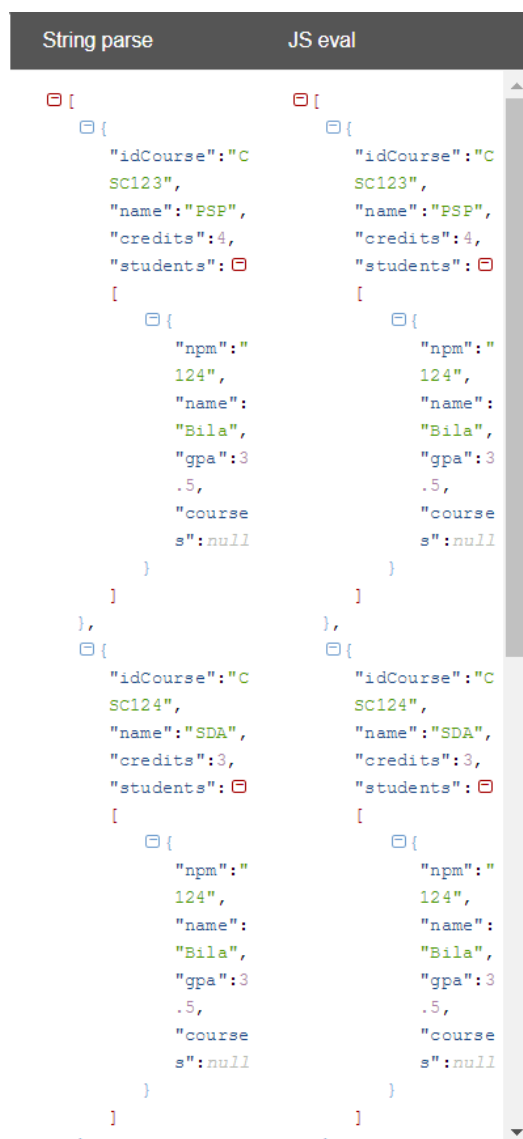 String parse
[
{
"idCourse":"C
SC123",
"name":"PSP",
"credits":4,
"students":
[
{
"npm":"
124",
"name":
"Bila",
"gpa":3
.5,
"course
s":null
}
]
},
{
"idCourse":"C
SC124",
"name":"SDA",
"credits":3,
"students":
[
{
"npm":"
124",
"name":
"Bila",
"gpa":3
.5,
"course
s":null
}
]
JS eval
[
{
"idCourse":"C
SC123",
"name":"PSP",
"credits":4,
"students":
[
{
"npm":"
124",
"name":
"Bila",
"gpa":3
.5,
"course
s":null
}
]
},
{
"idCourse":"C
SC124",
"name":"SDA",
"credits":3,
"students":
[
{
"npm":"
124",
"name":
"Bila",
"gpa":3
.5,
"course
s":null
}
]